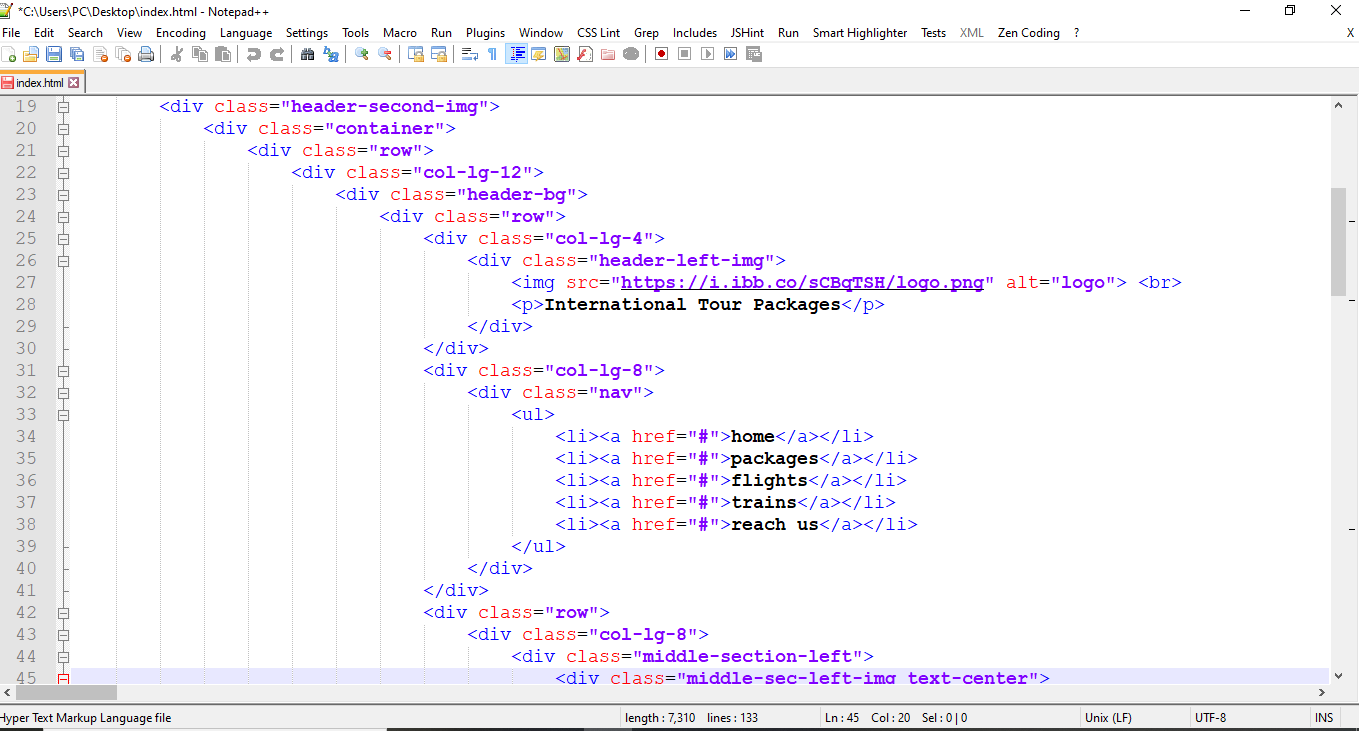 *C:\Users\PC\Desktop\index.html - Notepad++
File Edit Search View Encoding Language Settings Tools Macro Run Plugins Window CSS Lint Grep Includes JSHint Run Smart Highlighter Tests XML Zen Coding ? X
index.html
19 <div class="header-second-img">
20 <div class="container">
21 <div class="row">
22 <div class="col-lg-12">
23 <div class="header-bg">
24 <div class="row">
25 <div class="col-lg-4">
26 <div class="header-left-img">
27 <img src="https://i.ibb.co/sCBqTSH/logo.png" alt="logo"> <br>
28 <p>International Tour Packages</p>
29 </div>
30 </div>
31 <div class="col-lg-8">
32 <div class="nav">
33 <ul>
34 <li><a href="#">home</a></li>
35 <li><a href="#">packages</a></li>
36 <li><a href="#">flights</a></li>
37 <li><a href="#">trains</a></li>
38 <li><a href="#">reach us</a></li>
39 </ul>
40 </div>
41 </div>
42 <div class="row">
43 <div class="col-lg-8">
44 <div class="middle-section-left">
45 <div class="middle-sec-left-img text-center">
Hyper Text Markup Language file length : 7,310 lines : 133 Ln : 45 Col : 20 Sel : 0 | 0 Unix (LF) UTF-8 INS